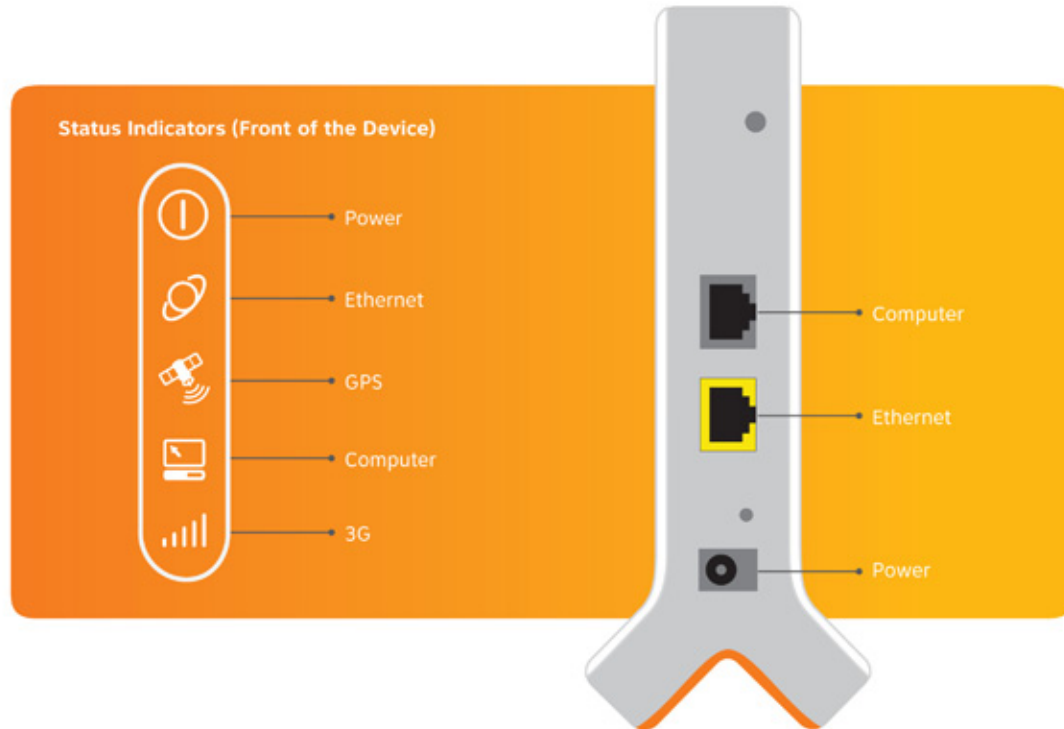 Status Indicators (Front of the Device)
Power
Ethernet
GPS
Computer
3G
Computer
Ethernet
Power